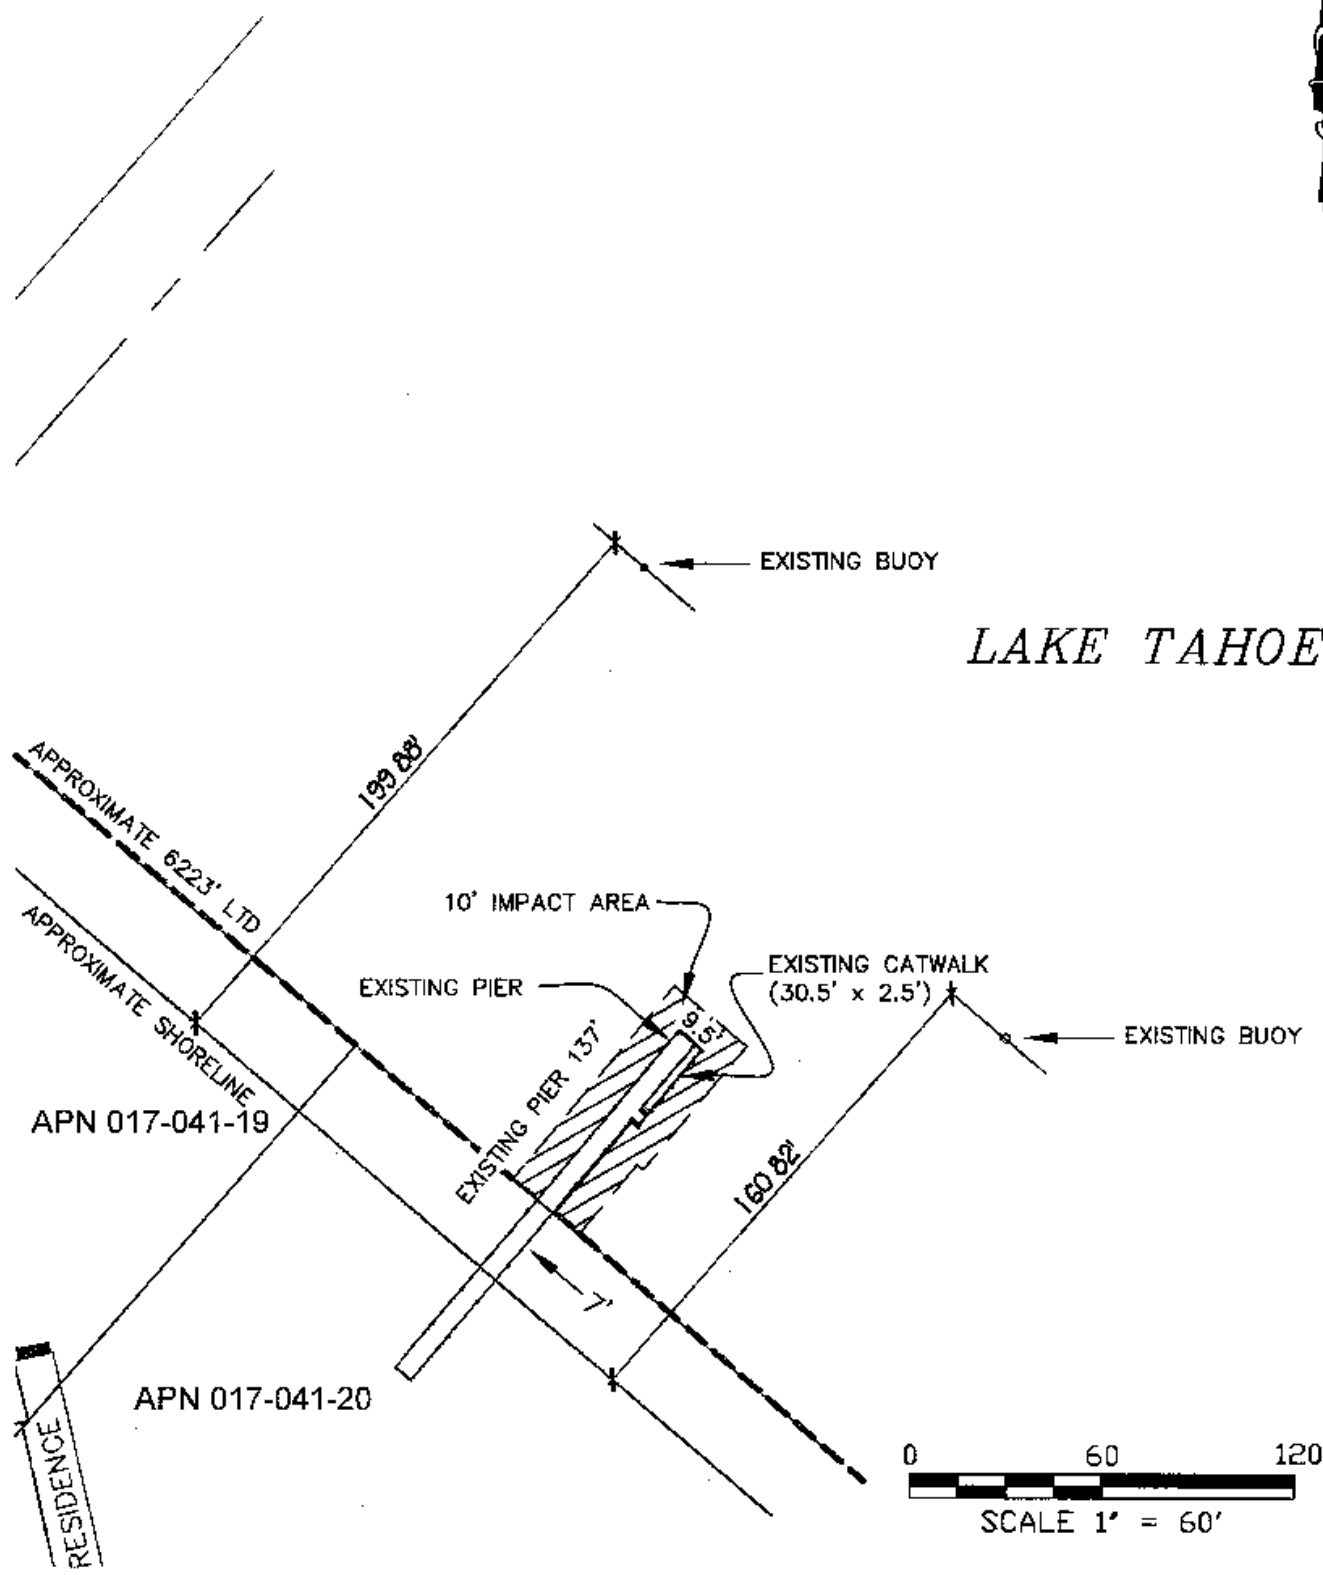 EXISTING BUOY
LAKE TAHOE
199.88'
APPROXIMATE 6223' LTD
APPROXIMATE SHORELINE
10' IMPACT AREA
EXISTING PIER
EXISTING CATWALK
(30.5' x 2.5')
9.5'
EXISTING PIER 137'
EXISTING BUOY
APN 017-041-19
160.82'
7'
APN 017-041-20
RESIDENCE
0 60 120
SCALE 1" = 60'